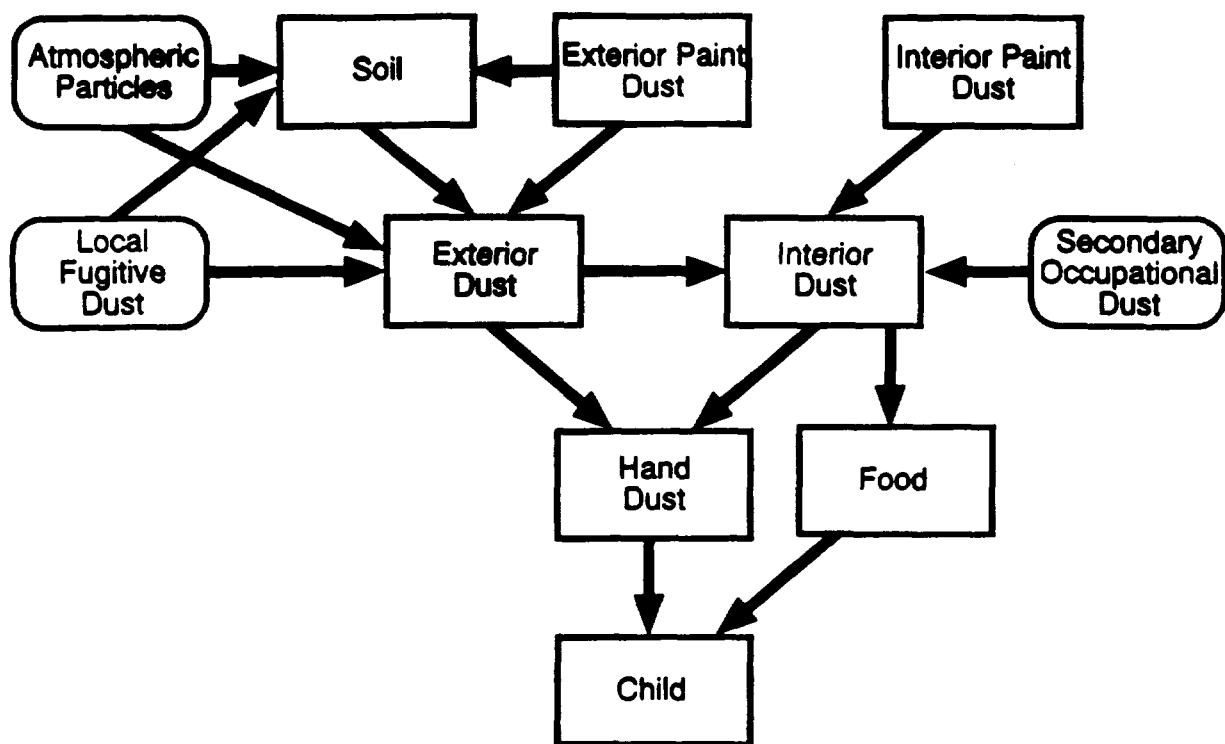 Atmospheric
Particles
Soil
Exterior Paint
Dust
Interior Paint
Dust
Local
Fugitive
Dust
Exterior
Dust
Interior
Dust
Secondary
Occupational
Dust
Hand
Dust
Food
Child